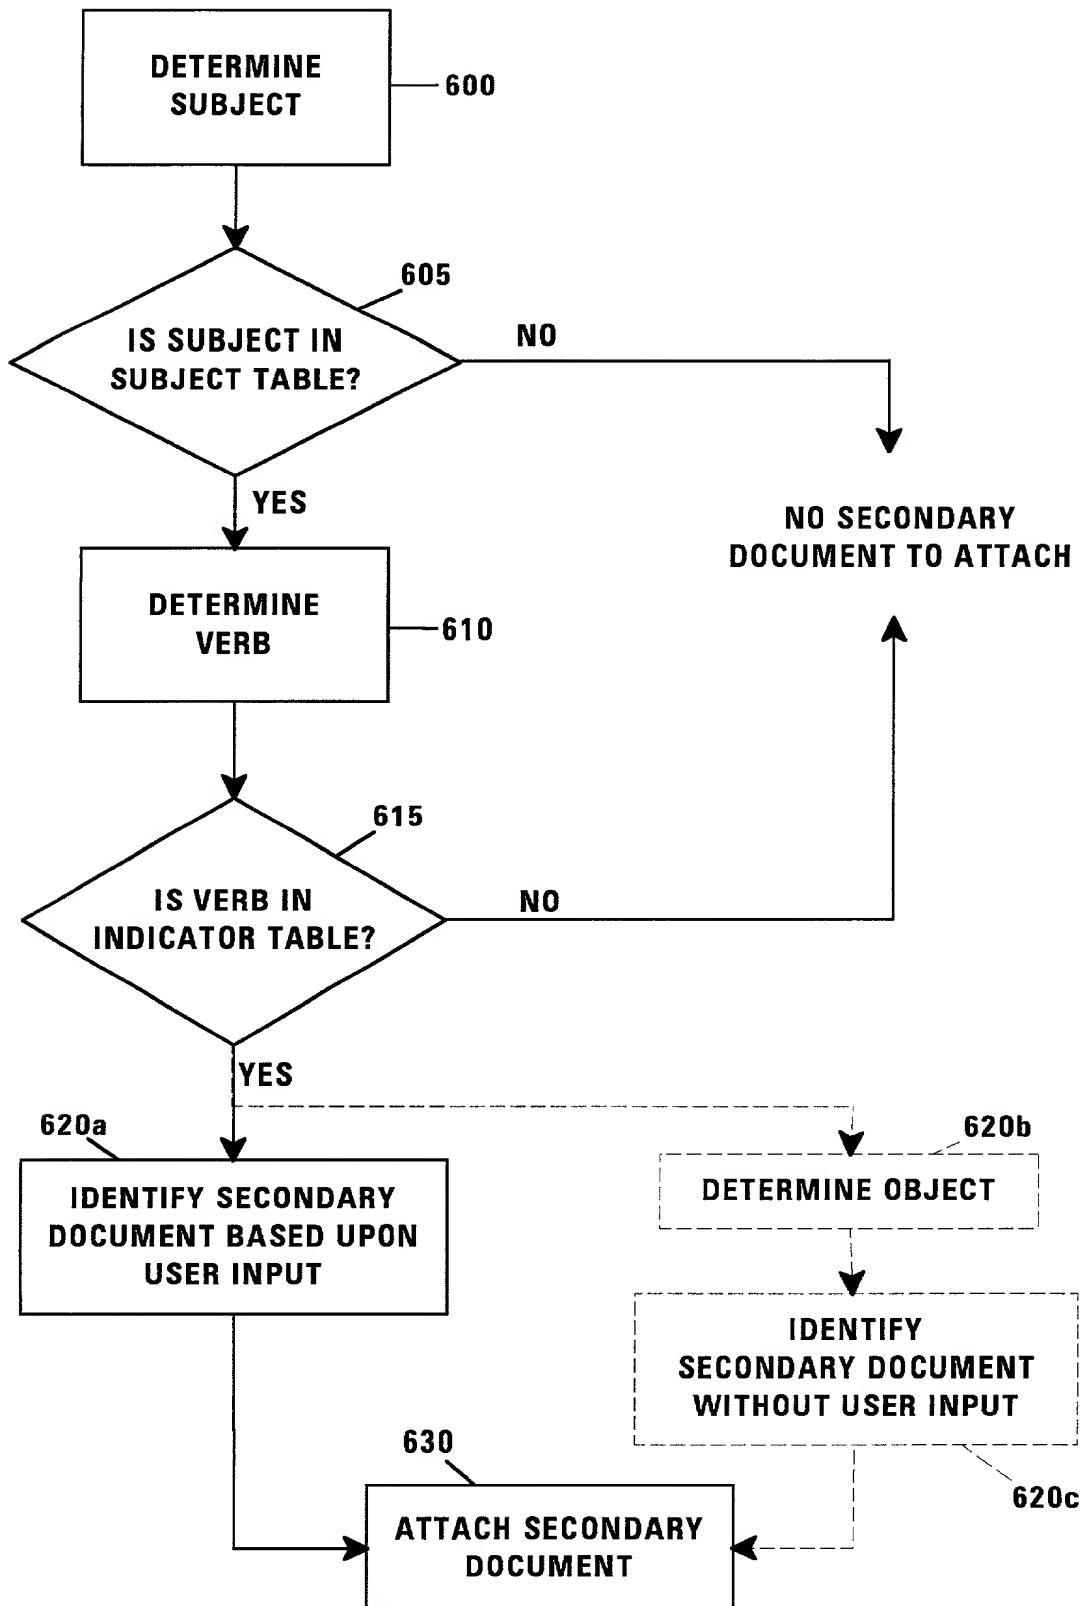 DETERMINE
SUBJECT
600
605
IS SUBJECT IN
SUBJECT TABLE?
NO
YES
NO SECONDARY
DOCUMENT TO ATTACH
DETERMINE
VERB
610
615
IS VERB IN
INDICATOR TABLE?
NO
YES
620a
IDENTIFY SECONDARY
DOCUMENT BASED UPON
USER INPUT
620b
DETERMINE OBJECT
IDENTIFY
SECONDARY DOCUMENT
WITHOUT USER INPUT
620c
630
ATTACH SECONDARY
DOCUMENT